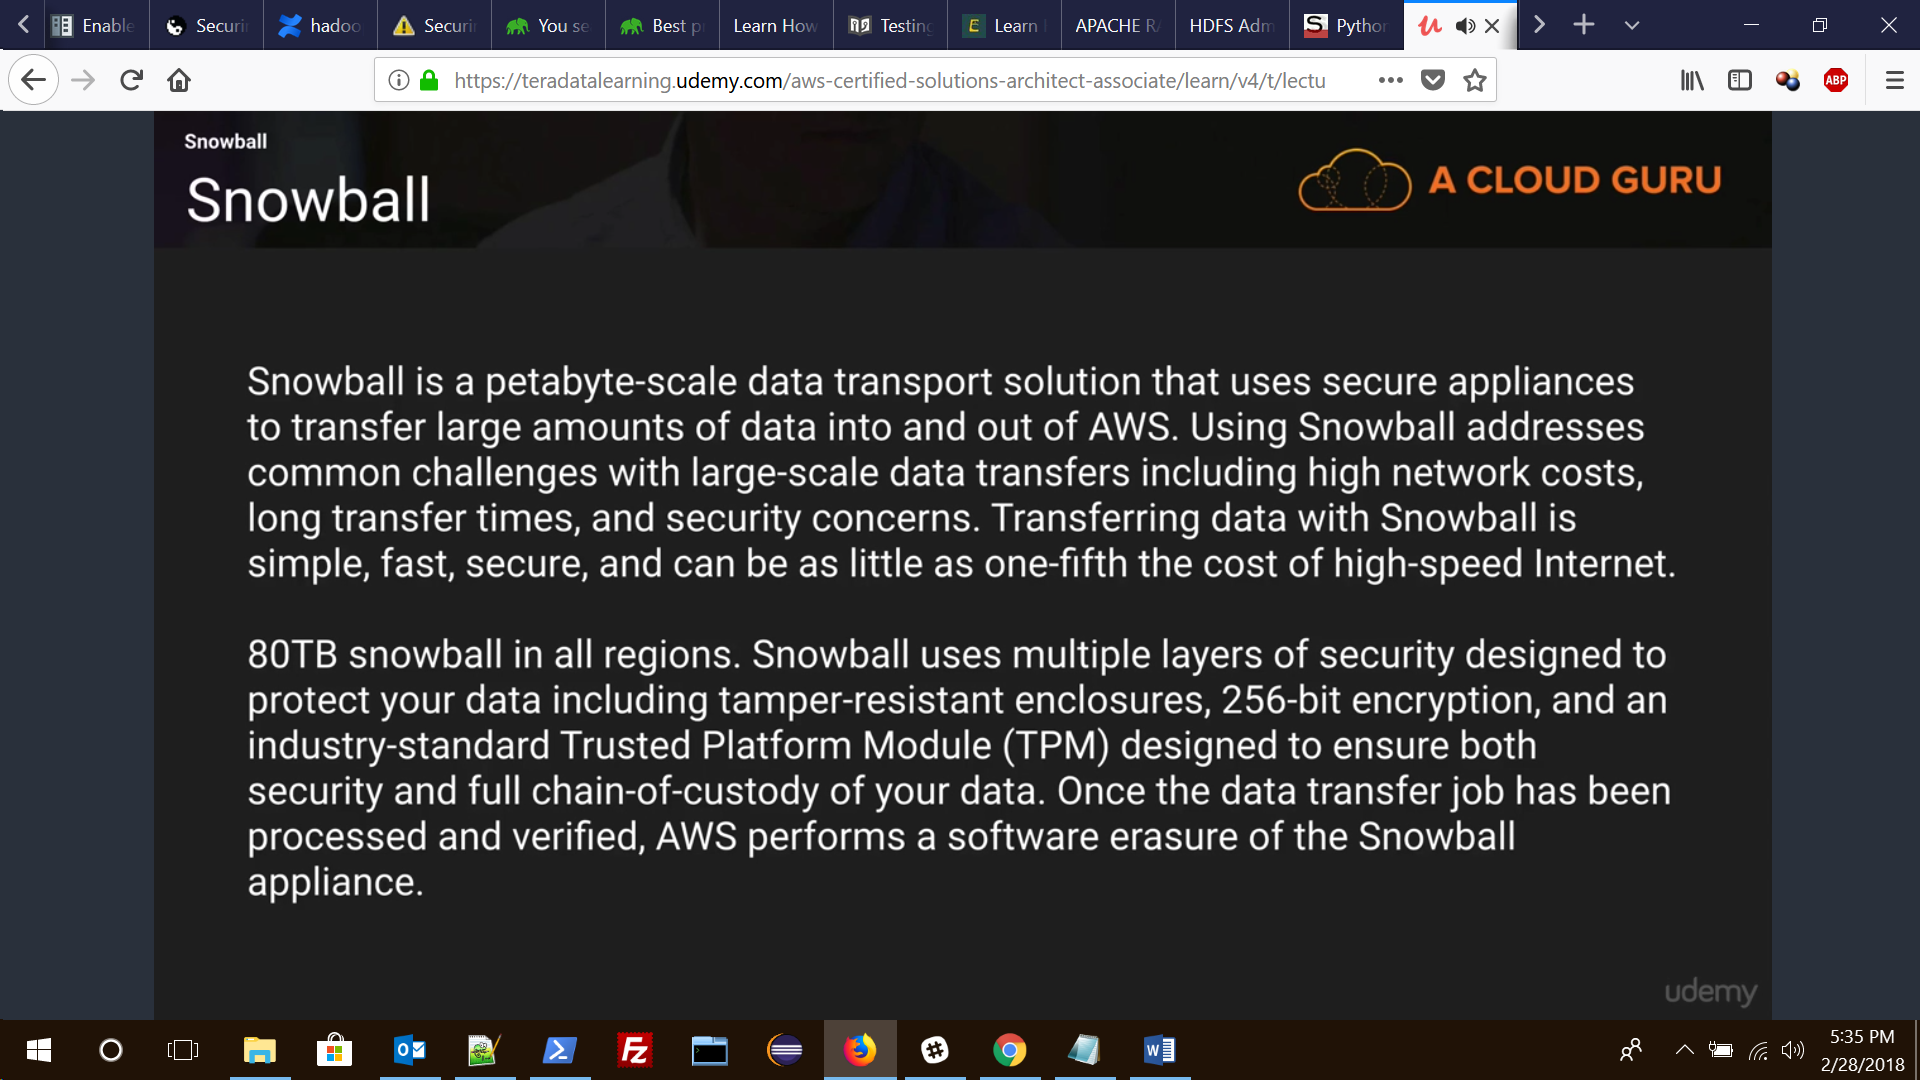 Enable
Securi
hadoo
Securi
You se
Best p
Learn How
Testing
E
Learn
APACHE R
HDFS Adm
S
Python
https://teradatalearning.udemy.com/aws-certified-solutions-architect-associate/learn/v4/t/lectu
ABP
Snowball
Snowball
A CLOUD GURU
Snowball is a petabyte-scale data transport solution that uses secure appliances
to transfer large amounts of data into and out of AWS. Using Snowball addresses
common challenges with large-scale data transfers including high network costs,
long transfer times, and security concerns. Transferring data with Snowball is
simple, fast, secure, and can be as little as one-fifth the cost of high-speed Internet.
80TB snowball in all regions. Snowball uses multiple layers of security designed to
protect your data including tamper-resistant enclosures, 256-bit encryption, and an
industry-standard Trusted Platform Module (TPM) designed to ensure both
security and full chain-of-custody of your data. Once the data transfer job has been
processed and verified, AWS performs a software erasure of the Snowball
appliance.
udemy
5:35 PM
2/28/2018